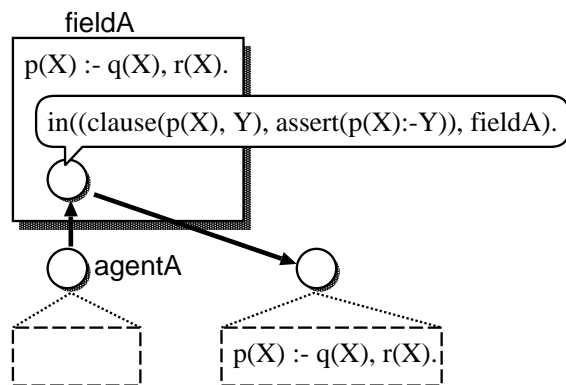 fieldA
p(X) :- q(X), r(X).
in((clause(p(X), Y), assert(p(X):-Y)), fieldA).
agentA
p(X) :- q(X), r(X).